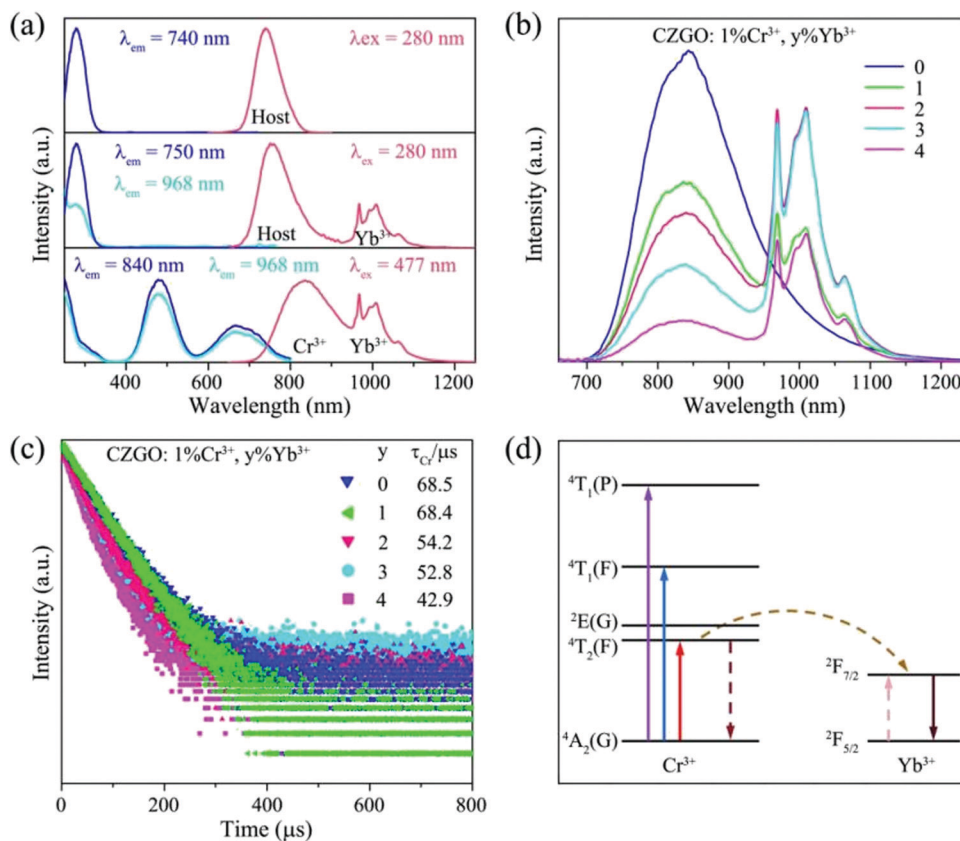 (a)
λem = 740 nm
λex = 280 nm
Host
λem = 750 nm
λex = 280 nm
λem = 968 nm
Host
Yb³⁺
λem = 840 nm
λem = 968 nm
λex = 477 nm
Cr³⁺
Yb³⁺
400 600 800 1000 1200
Wavelength (nm)
Intensity (a.u.)
(b)
CZGO: 1%Cr³⁺, y%Yb³⁺
0
1
2
3
4
700 800 900 1000 1100 1200
Wavelength (nm)
Intensity (a.u.)
(c)
CZGO: 1%Cr³⁺, y%Yb³⁺
y τCr/μs
0 68.5
1 68.4
2 54.2
3 52.8
4 42.9
0 200 400 600 800
Time (μs)
Intensity (a.u.)
(d)
⁴T₁(P)
⁴T₁(F)
²E(G)
⁴T₂(F)
²F7/2
⁴A₂(G)
²F5/2
Cr³⁺
Yb³⁺